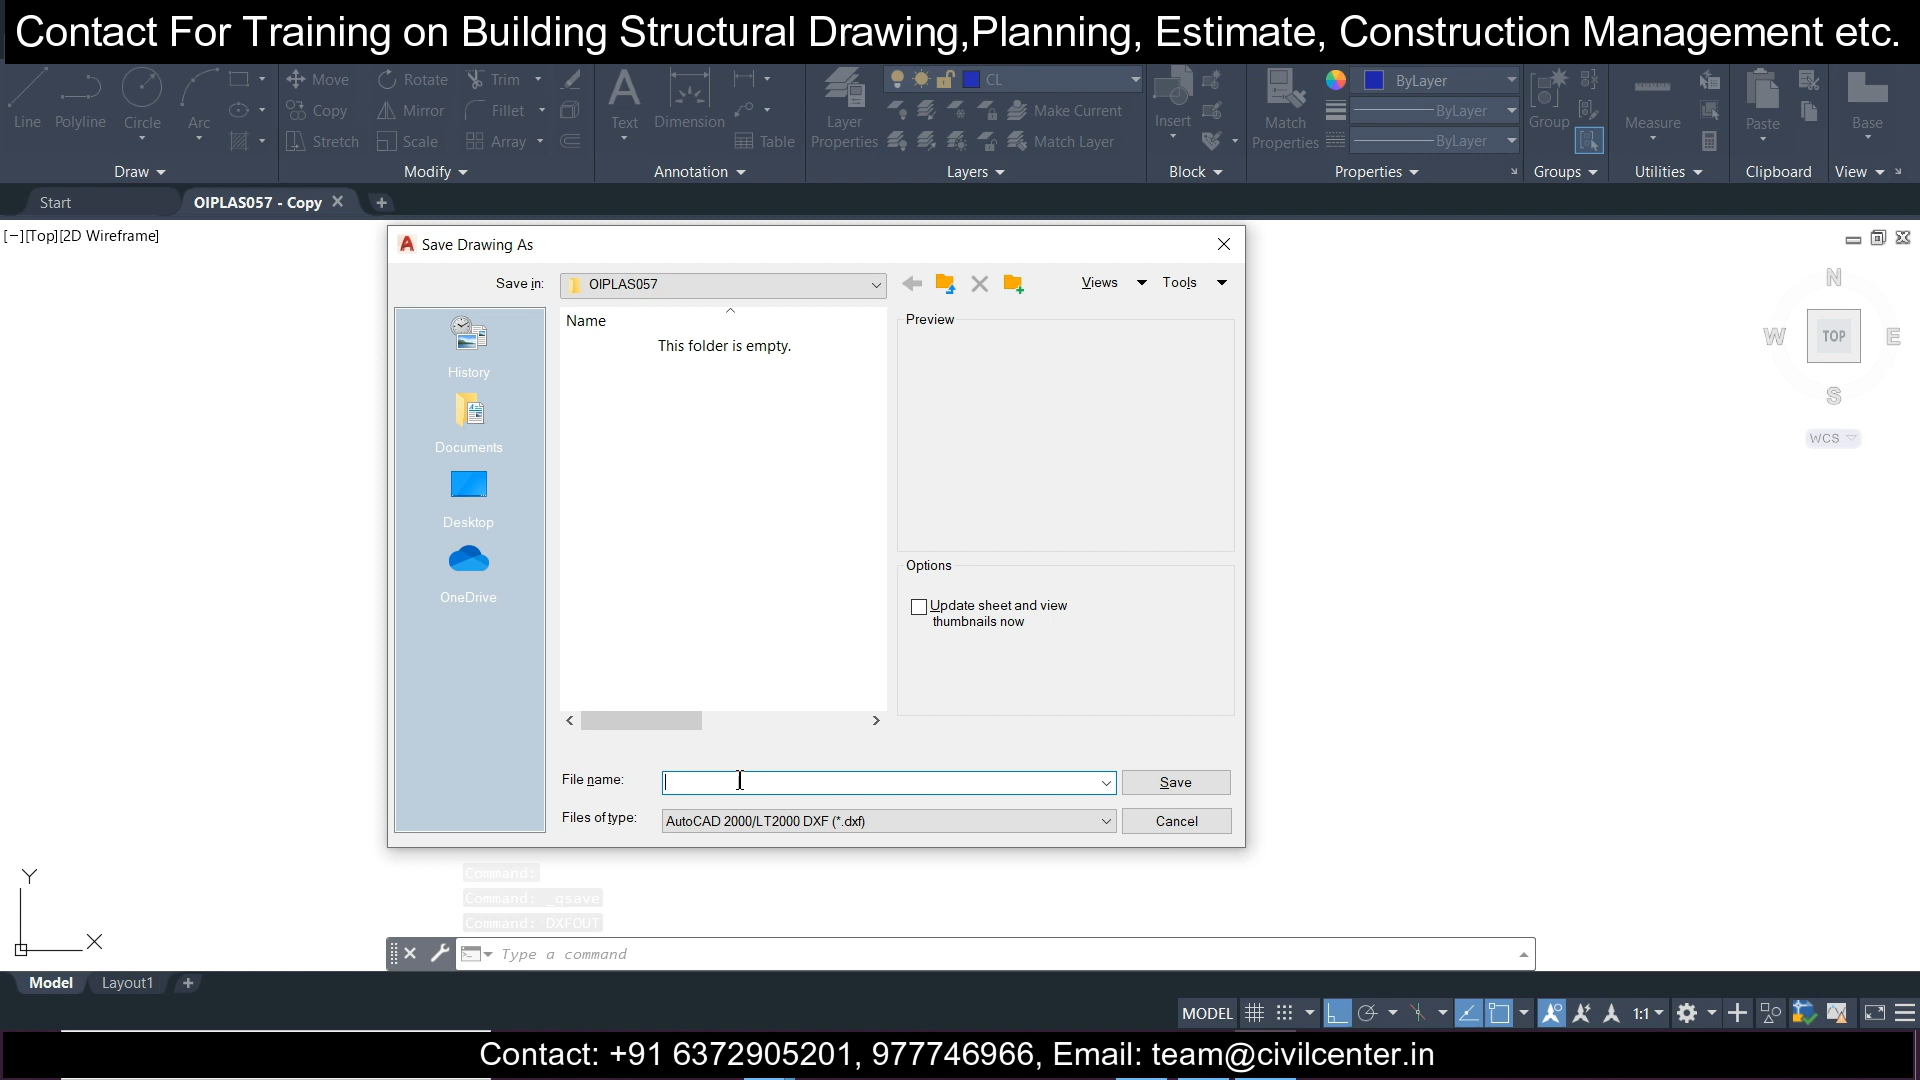 Contact For Training on Building Structural Drawing,Planning, Estimate, Construction Management etc.
Line
Polyline
Circle
Arc
Move
Rotate
Trim
Copy
Mirror
Fillet
Stretch
Scale
Array
Text
Dimension
Table
Layer
Properties
CL
Make Current
Match Layer
Insert
Match
Properties
ByLayer
ByLayer
ByLayer
Group
Measure
Paste
Base
Draw
Modify
Annotation
Layers
Block
Properties
Groups
Utilities
Clipboard
View
Start
OIPLAS057 - Copy
[−][Top][2D Wireframe]
N
W
TOP
E
S
WCS
Save Drawing As
Save in:
OIPLAS057
Views
Tools
History
Documents
Desktop
OneDrive
Name
This folder is empty.
Preview
Options
Update sheet and view
thumbnails now
File name:
Save
Files of type:
AutoCAD 2000/LT2000 DXF (*.dxf)
Cancel
Command:
Command: _qsave
Command: DXFOUT
Type a command
Y
X
Model
Layout1
MODEL
1:1
Contact: +91 6372905201, 977746966, Email: team@civilcenter.in